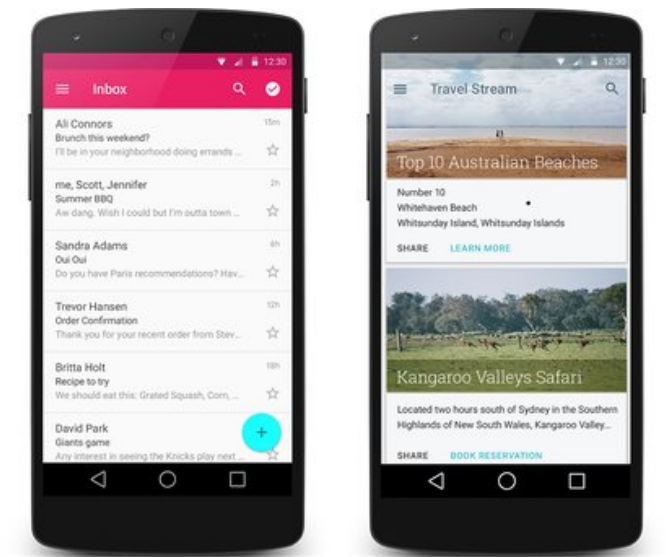 12:30
Inbox
Ali Connors 15m
Brunch this weekend?
I'll be in your neighborhood doing errands ...
me, Scott, Jennifer 2h
Summer BBQ
Aw dang. Wish I could but I'm outta town ...
Sandra Adams 6h
Oui Oui
Do you have Paris recommendations? Hav...
Trevor Hansen 12h
Order Confirmation
Thank you for your recent order from Stev...
Britta Holt 18h
Recipe to try
We should eat this: Grated Squash, Corn, ...
David Park
Giants game
Any interest in seeing the Knicks play next ...
12:30
Travel Stream
Top 10 Australian Beaches
Number 10
Whitehaven Beach
Whitsunday Island, Whitsunday Islands
SHARE LEARN MORE
Kangaroo Valleys Safari
Located two hours south of Sydney in the Southern
Highlands of New South Wales, Kangaroo Valley...
SHARE BOOK RESERVATION